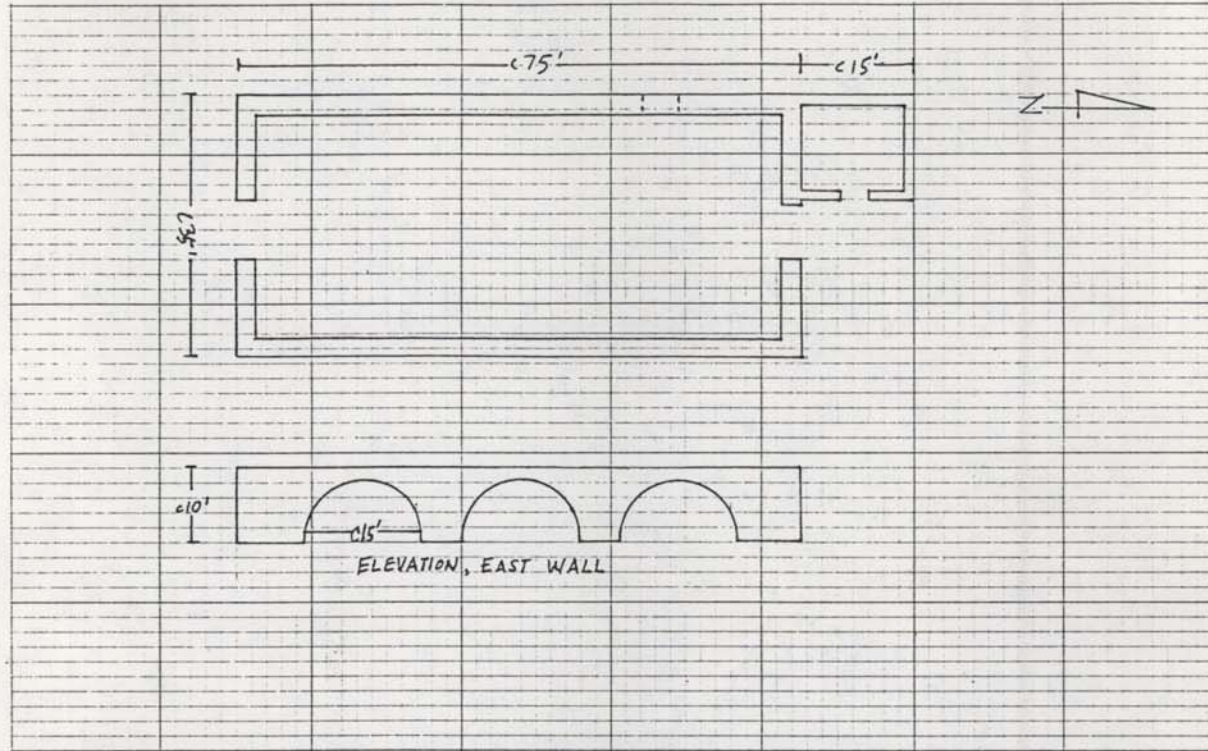 c75'
c15'
N
c35'
c10'
c15'
ELEVATION, EAST WALL